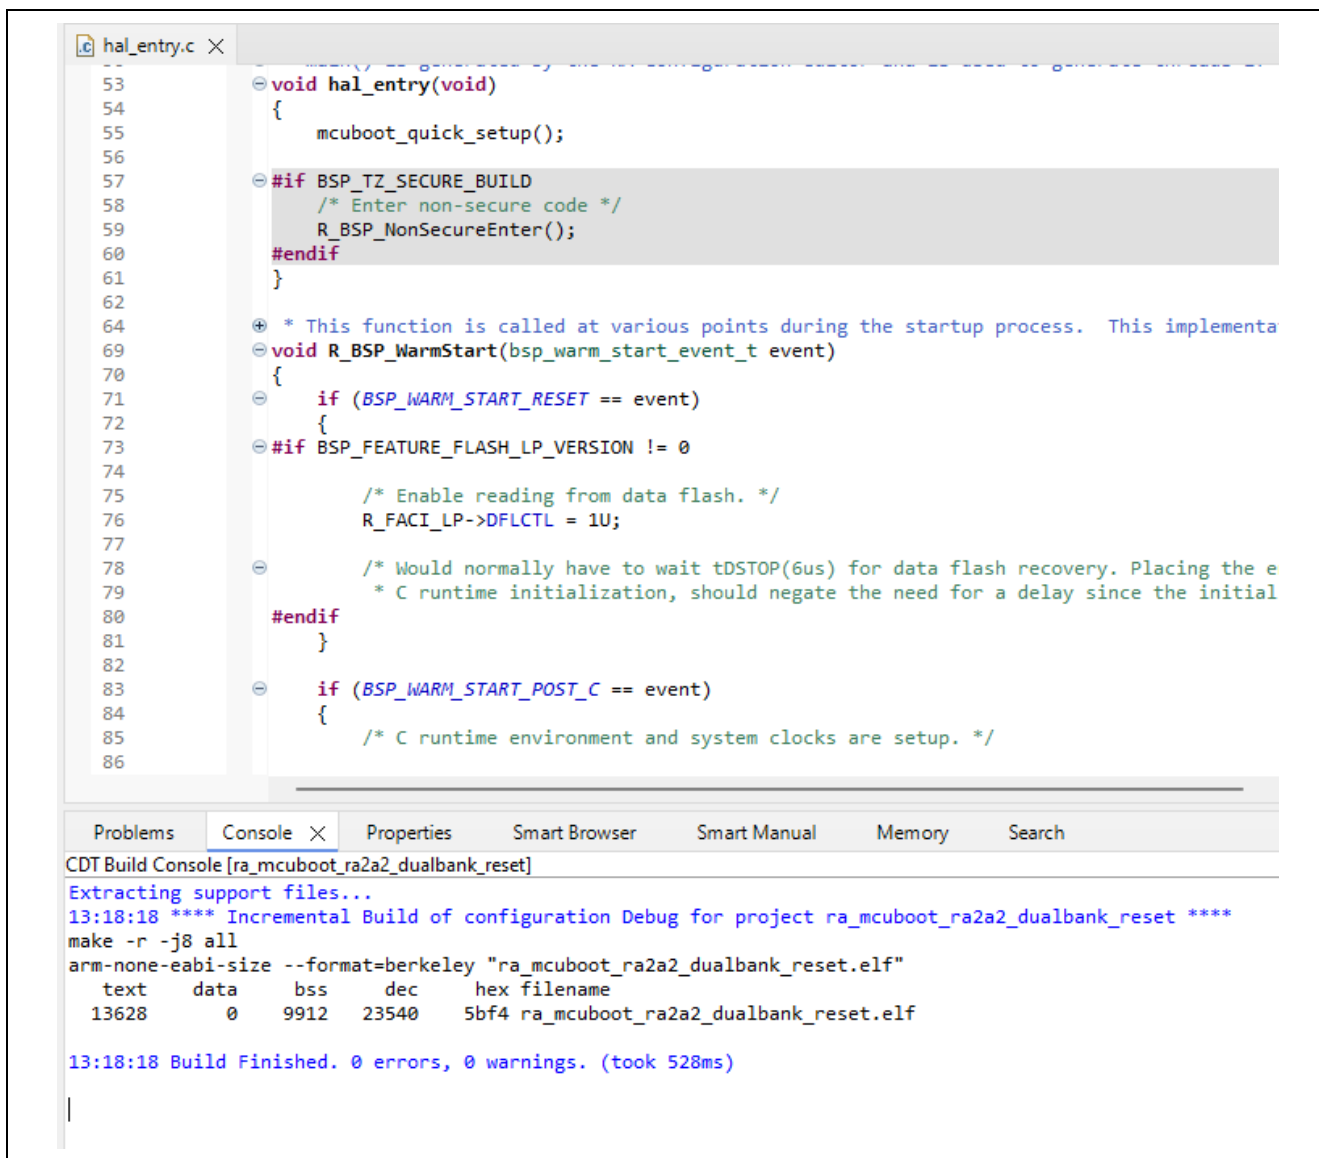 hal_entry.c
53 void hal_entry(void)
54 {
55 mcuboot_quick_setup();
56
57 #if BSP_TZ_SECURE_BUILD
58 /* Enter non-secure code */
59 R_BSP_NonSecureEnter();
60 #endif
61 }
62
64 * This function is called at various points during the startup process.  This implementa
69 void R_BSP_WarmStart(bsp_warm_start_event_t event)
70 {
71 if (BSP_WARM_START_RESET == event)
72 {
73 #if BSP_FEATURE_FLASH_LP_VERSION != 0
74
75 /* Enable reading from data flash. */
76 R_FACI_LP->DFLCTL = 1U;
77
78 /* Would normally have to wait tDSTOP(6us) for data flash recovery. Placing the e
79 * C runtime initialization, should negate the need for a delay since the initial
80 #endif
81 }
82
83 if (BSP_WARM_START_POST_C == event)
84 {
85 /* C runtime environment and system clocks are setup. */
86
Problems Console Properties Smart Browser Smart Manual Memory Search
CDT Build Console [ra_mcuboot_ra2a2_dualbank_reset]
Extracting support files...
13:18:18 **** Incremental Build of configuration Debug for project ra_mcuboot_ra2a2_dualbank_reset ****
make -r -j8 all
arm-none-eabi-size --format=berkeley "ra_mcuboot_ra2a2_dualbank_reset.elf"
text data bss dec hex filename
13628 0 9912 23540 5bf4 ra_mcuboot_ra2a2_dualbank_reset.elf
13:18:18 Build Finished. 0 errors, 0 warnings. (took 528ms)